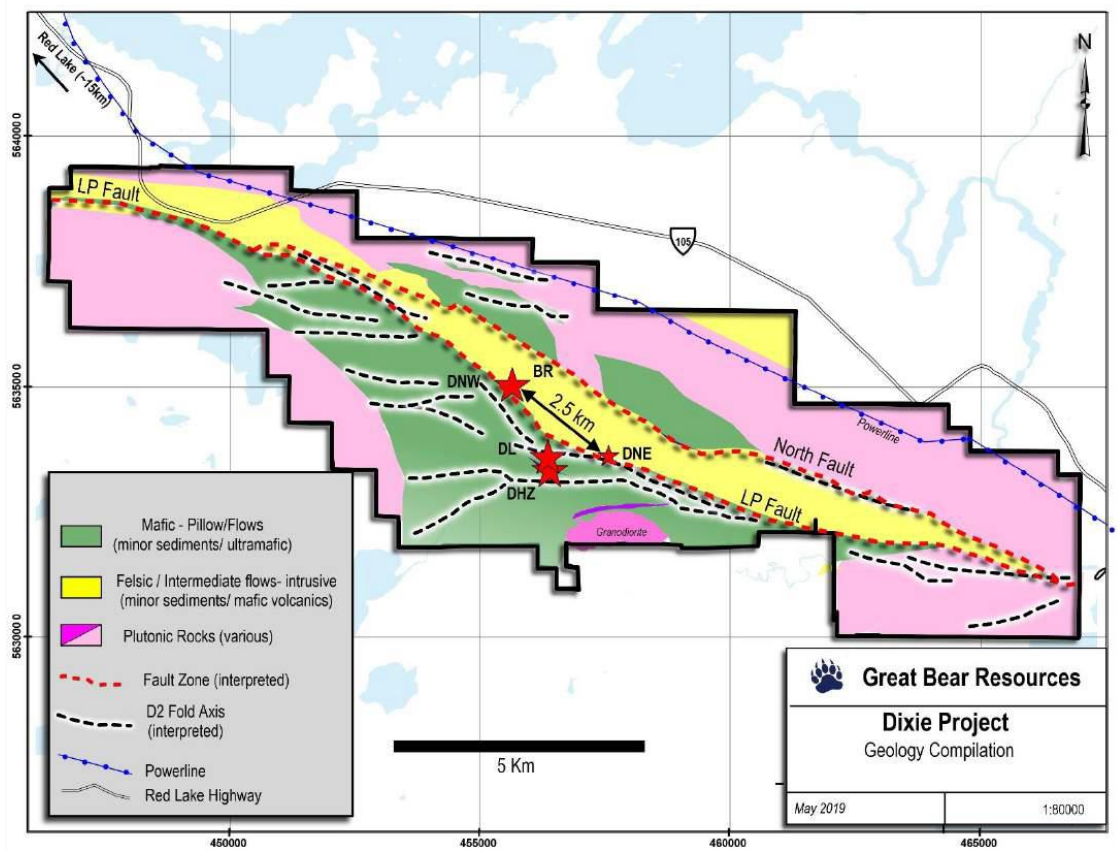 Red Lake (~15km)
N
5640000
LP Fault
105
5635000
BR
DNW
2.5 km
Powerline
DL
DNE
North Fault
DHZ
LP Fault
Granodiorite
5630000
Mafic - Pillow/Flows
(minor sediments/ ultramafic)
Felsic / Intermediate flows- intrusive
(minor sediments/ mafic volcanics)
Plutonic Rocks (various)
Fault Zone (interpreted)
D2 Fold Axis
(interpreted)
Powerline
Red Lake Highway
5 Km
Great Bear Resources
Dixie Project
Geology Compilation
May 2019
1:80000
450000
455000
460000
465000